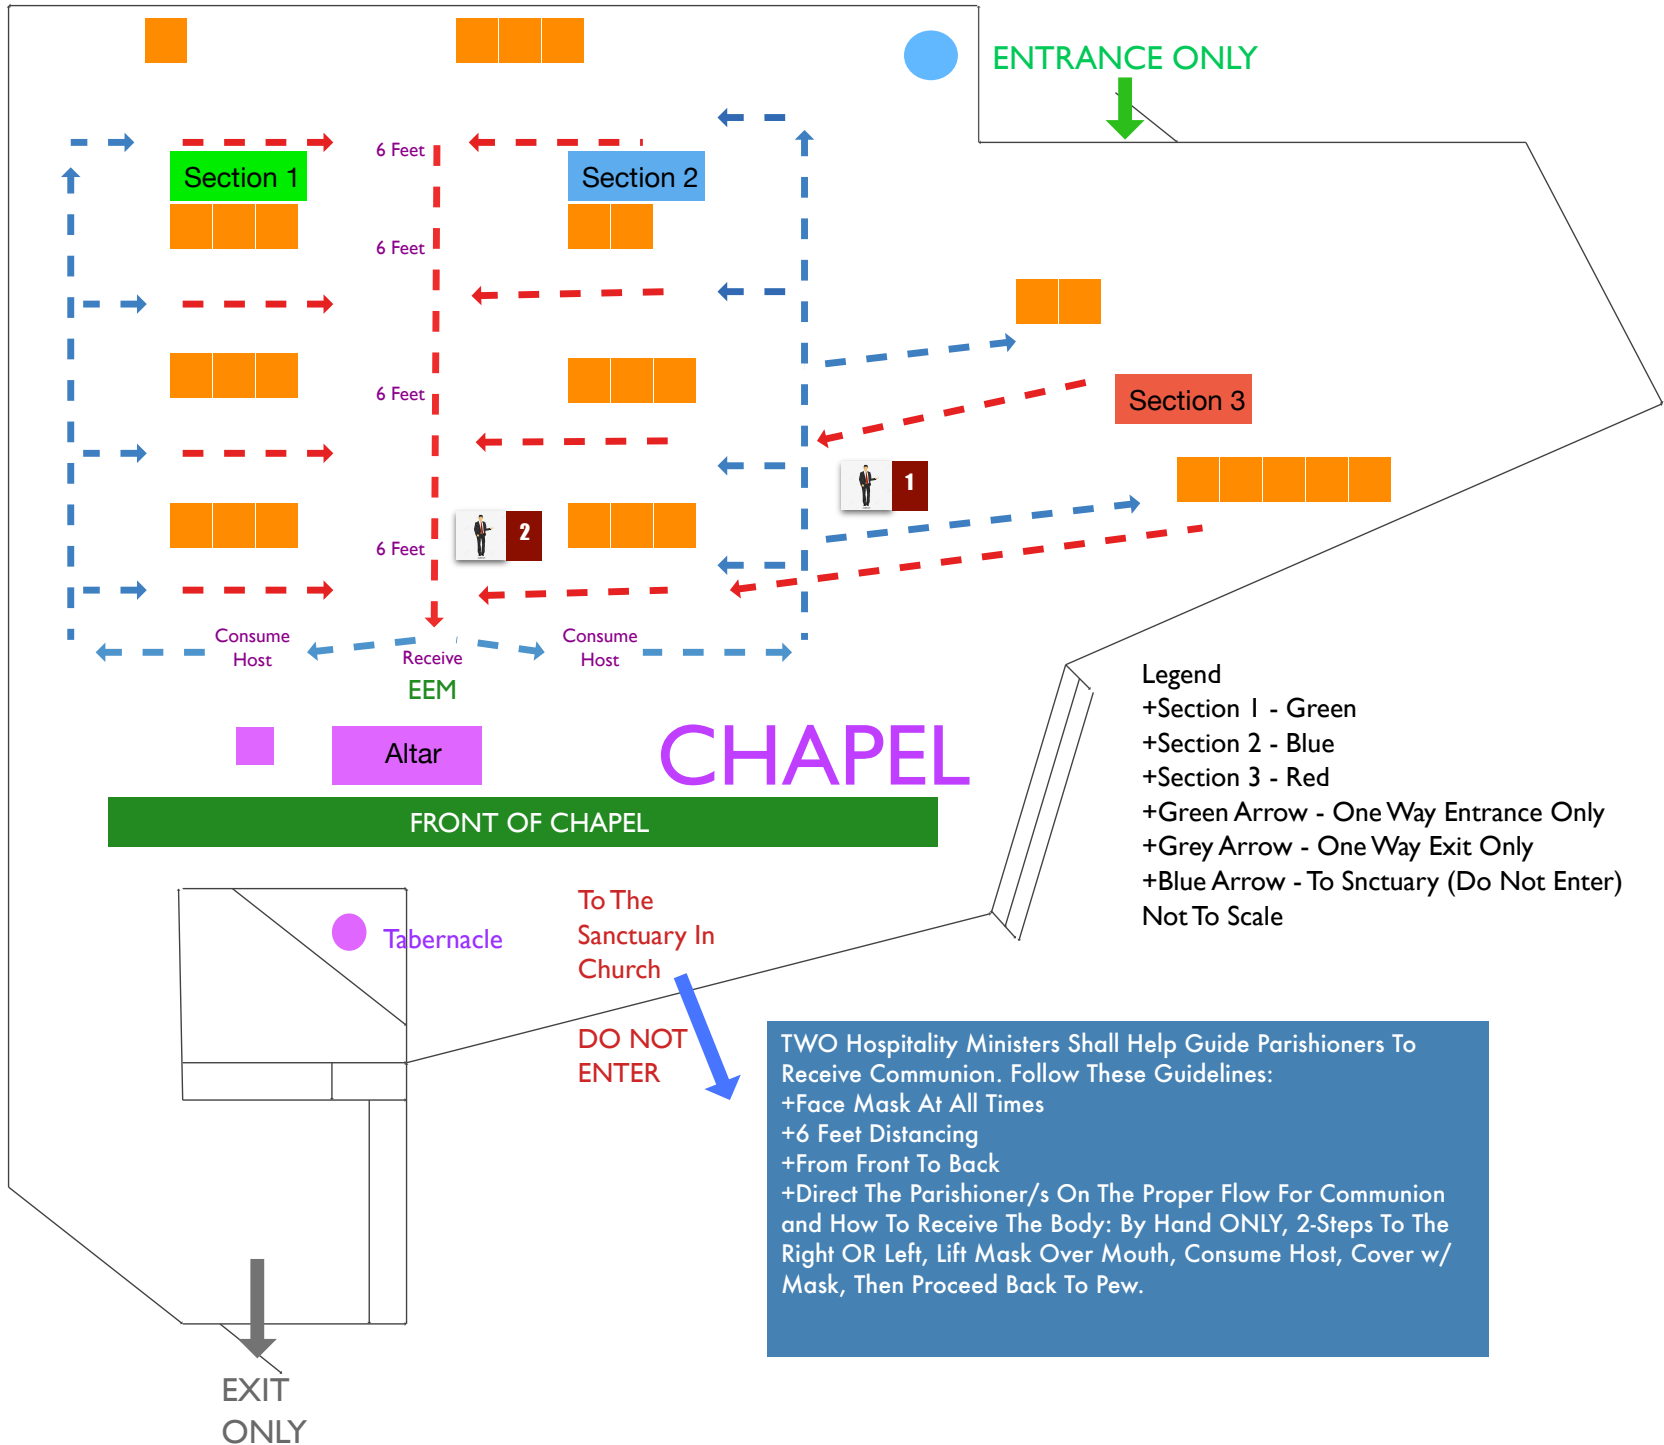 ENTRANCE ONLY
6 Feet
Section 1
Section 2
6 Feet
6 Feet
Section 3
1
2
6 Feet
Consume
Host
Receive
Consume
Host
EEM
Altar
CHAPEL
FRONT OF CHAPEL
Legend
+Section 1 - Green
+Section 2 - Blue
+Section 3 - Red
+Green Arrow - One Way Entrance Only
+Grey Arrow - One Way Exit Only
+Blue Arrow - To Snctuary (Do Not Enter)
Not To Scale
Tabernacle
To The
Sanctuary In
Church
DO NOT
ENTER
TWO Hospitality Ministers Shall Help Guide Parishioners To
Receive Communion. Follow These Guidelines:
+Face Mask At All Times
+6 Feet Distancing
+From Front To Back
+Direct The Parishioner/s On The Proper Flow For Communion
and How To Receive The Body: By Hand ONLY, 2-Steps To The
Right OR Left, Lift Mask Over Mouth, Consume Host, Cover w/
Mask, Then Proceed Back To Pew.
EXIT
ONLY